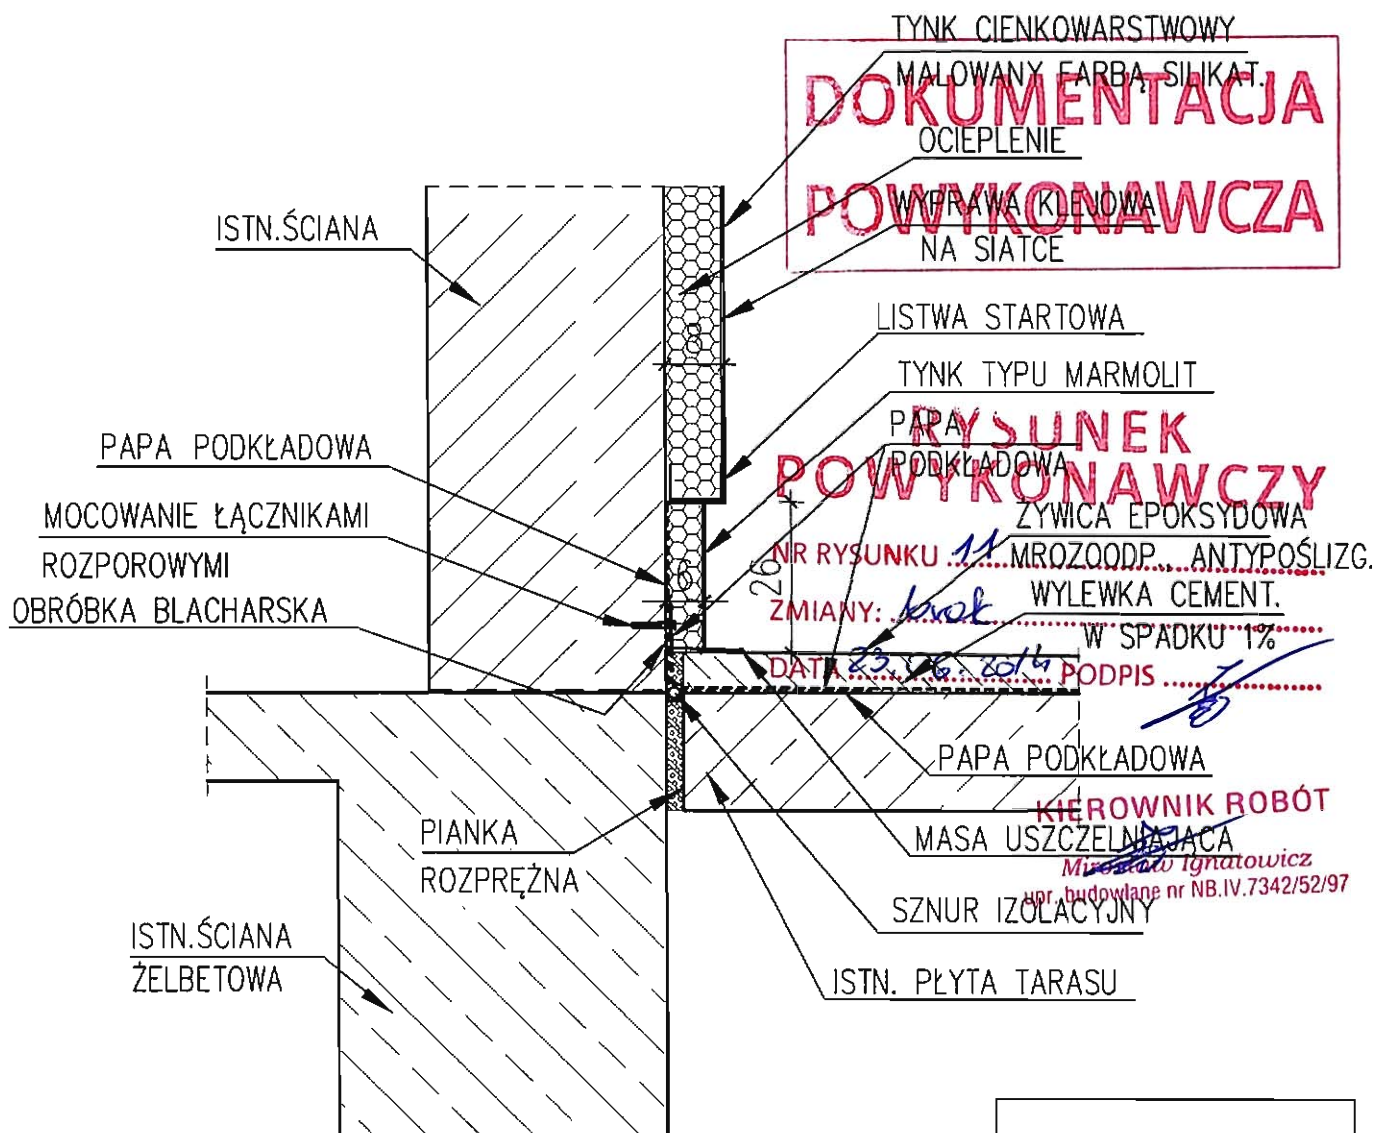 TYNK CIENKOWARSTWOWY
MALOWANY FARBĄ SILIKAT.
DOKUMENTACJA
POWYKONAWCZA
OCIEPLENIE
WYPRAWA KLEJOWA
NA SIATCE
ISTN.ŚCIANA
LISTWA STARTOWA
8
TYNK TYPU MARMOLIT
PAPA
PODKŁADOWA
RYSUNEK
POWYKONAWCZY
PAPA PODKŁADOWA
MOCOWANIE ŁĄCZNIKAMI
ROZPOROWYMI
OBRÓBKA BLACHARSKA
6
26
ŻYWICA EPOKSYDOWA
MROZOODP., ANTYPOŚLIZG.
NR RYSUNKU 11
WYLEWKA CEMENT.
W SPADKU 1%
ZMIANY: brak
DATA 23.06.2014 PODPIS
PAPA PODKŁADOWA
KIEROWNIK ROBÓT
MASA USZCZELNIAJĄCA
Mirosław Ignatowicz
upr. budowlane nr NB.IV.7342/52/97
PIANKA
ROZPRĘŻNA
SZNUR IZOLACYJNY
ISTN.ŚCIANA
ŻELBETOWA
ISTN. PŁYTA TARASU